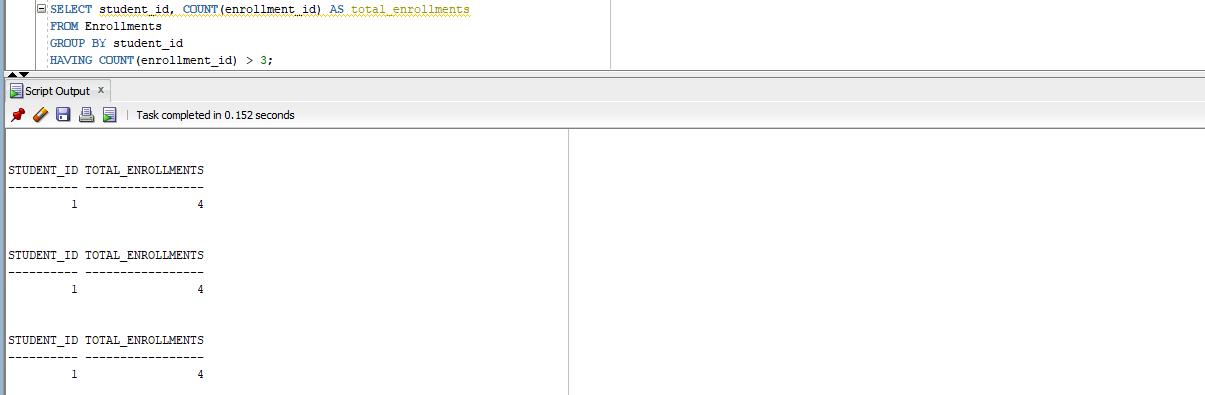 SELECT student_id, COUNT(enrollment_id) AS total_enrollments
FROM Enrollments
GROUP BY student_id
HAVING COUNT(enrollment_id) > 3;
Script Output x
Task completed in 0.152 seconds
STUDENT_ID TOTAL_ENROLLMENTS
---------- -----------------
1 4
STUDENT_ID TOTAL_ENROLLMENTS
---------- -----------------
1 4
STUDENT_ID TOTAL_ENROLLMENTS
---------- -----------------
1 4